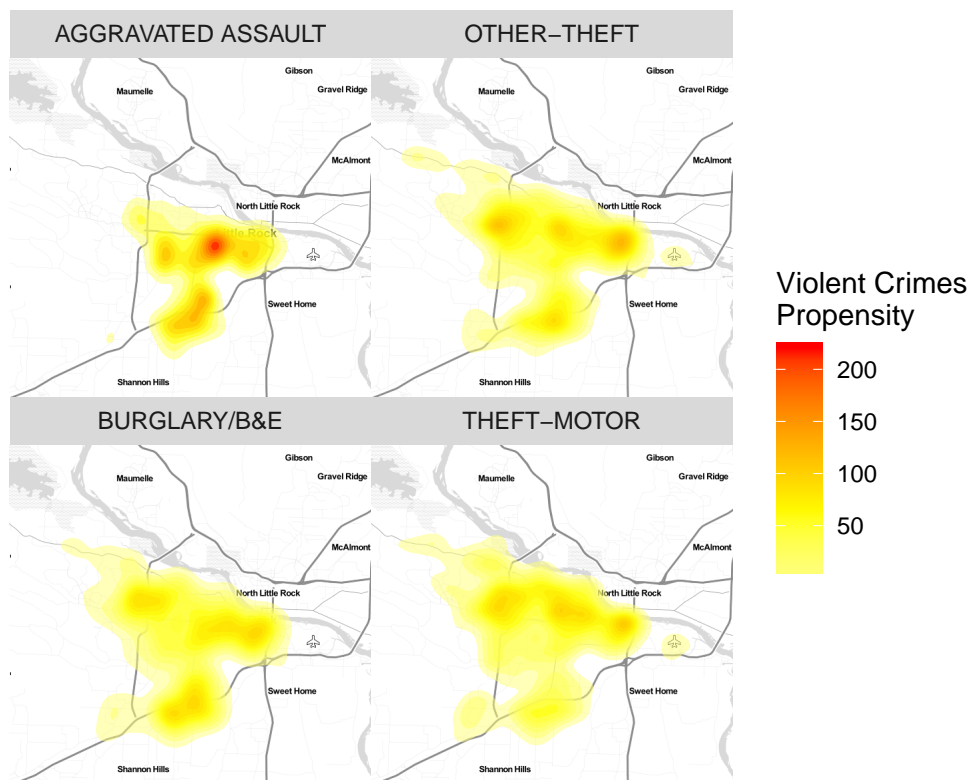 AGGRAVATED ASSAULT
OTHER−THEFT
Gibson
Maumelle
Gravel Ridge
McAlmont
North Little Rock
Little Rock
Sweet Home
Shannon Hills
Gibson
Maumelle
Gravel Ridge
McAlmont
North Little Rock
Sweet Home
Shannon Hills
Violent Crimes
Propensity
200
150
100
50
BURGLARY/B&E
THEFT−MOTOR
Gibson
Maumelle
Gravel Ridge
McAlmont
North Little Rock
Sweet Home
Shannon Hills
Gibson
Maumelle
Gravel Ridge
McAlmont
North Little Rock
Sweet Home
Shannon Hills